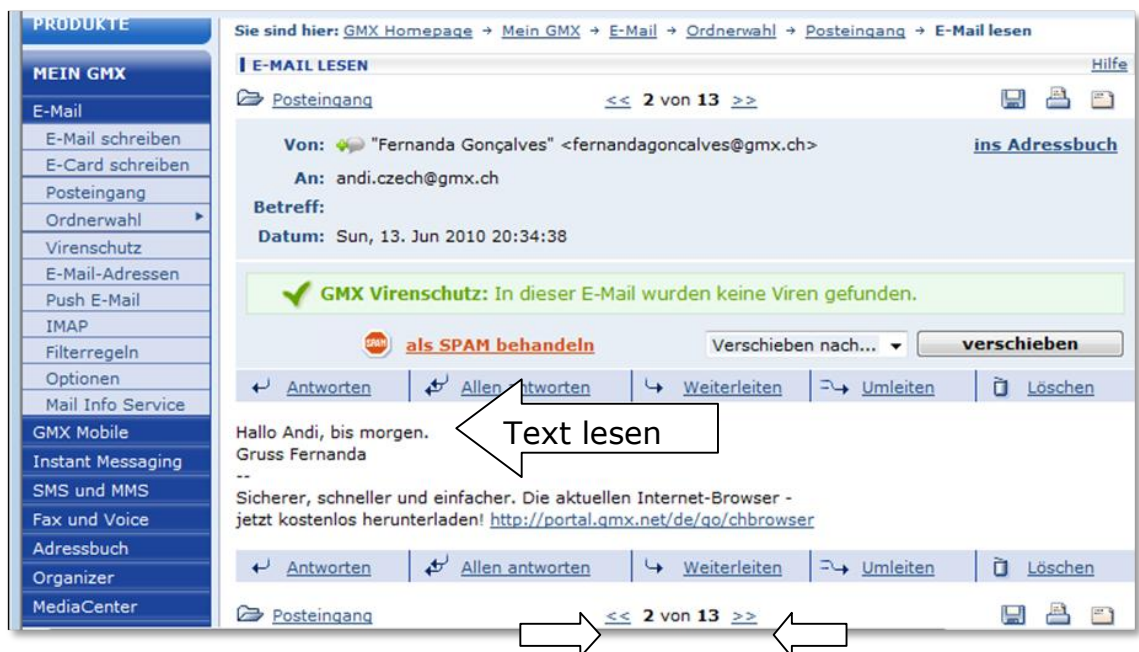 PRODUKTE
MEIN GMX
E-Mail
E-Mail schreiben
E-Card schreiben
Posteingang
Ordnerwahl
Virenschutz
E-Mail-Adressen
Push E-Mail
IMAP
Filterregeln
Optionen
Mail Info Service
GMX Mobile
Instant Messaging
SMS und MMS
Fax und Voice
Adressbuch
Organizer
MediaCenter
Sie sind hier: GMX Homepage → Mein GMX → E-Mail → Ordnerwahl → Posteingang → E-Mail lesen
E-MAIL LESEN Hilfe
Posteingang << 2 von 13 >>
Von: "Fernanda Gonçalves" <fernandagoncalves@gmx.ch> ins Adressbuch
An: andi.czech@gmx.ch
Betreff:
Datum: Sun, 13. Jun 2010 20:34:38
GMX Virenschutz: In dieser E-Mail wurden keine Viren gefunden.
SPAM als SPAM behandeln Verschieben nach... verschieben
Antworten Allen antworten Weiterleiten Umleiten Löschen
Hallo Andi, bis morgen.
Gruss Fernanda
Text lesen
--
Sicherer, schneller und einfacher. Die aktuellen Internet-Browser -
jetzt kostenlos herunterladen! http://portal.gmx.net/de/go/chbrowser
Antworten Allen antworten Weiterleiten Umleiten Löschen
Posteingang << 2 von 13 >>